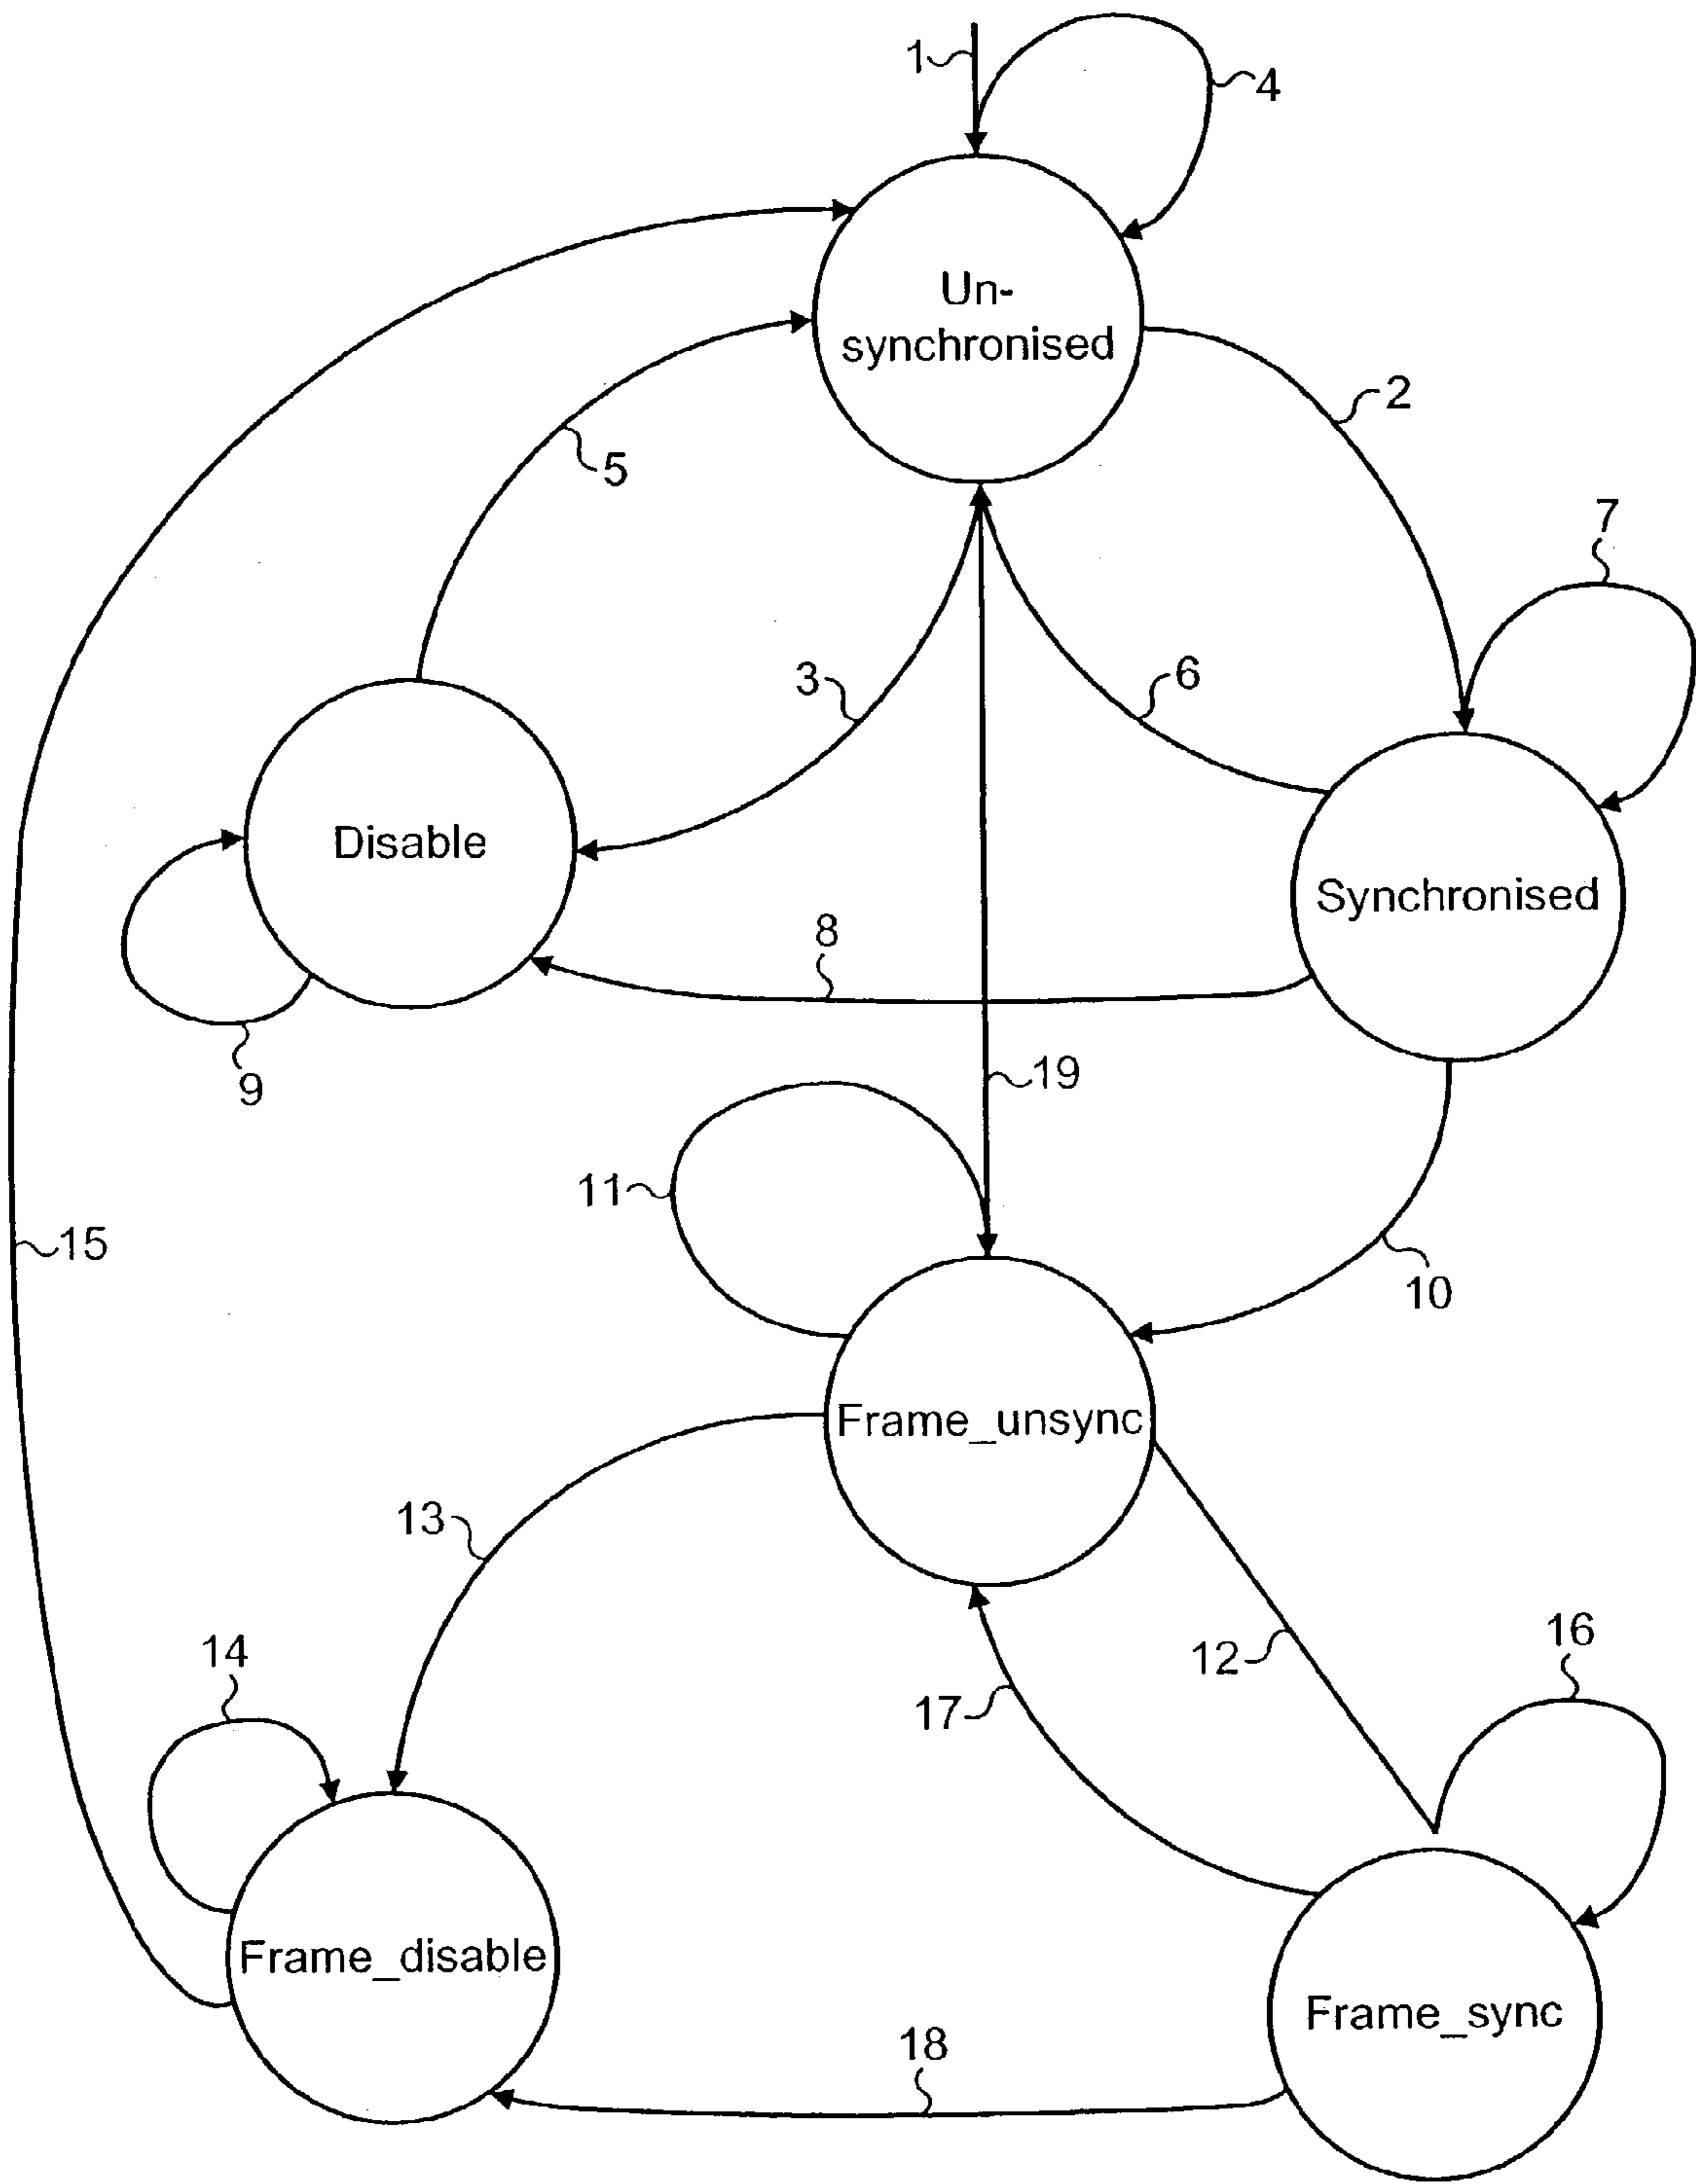 1
4
Un-
synchronised
2
5
7
3
6
Disable
Synchronised
8
19
9
11
15
10
Frame_unsync
13
12
16
14
17
Frame_disable
Frame_sync
18